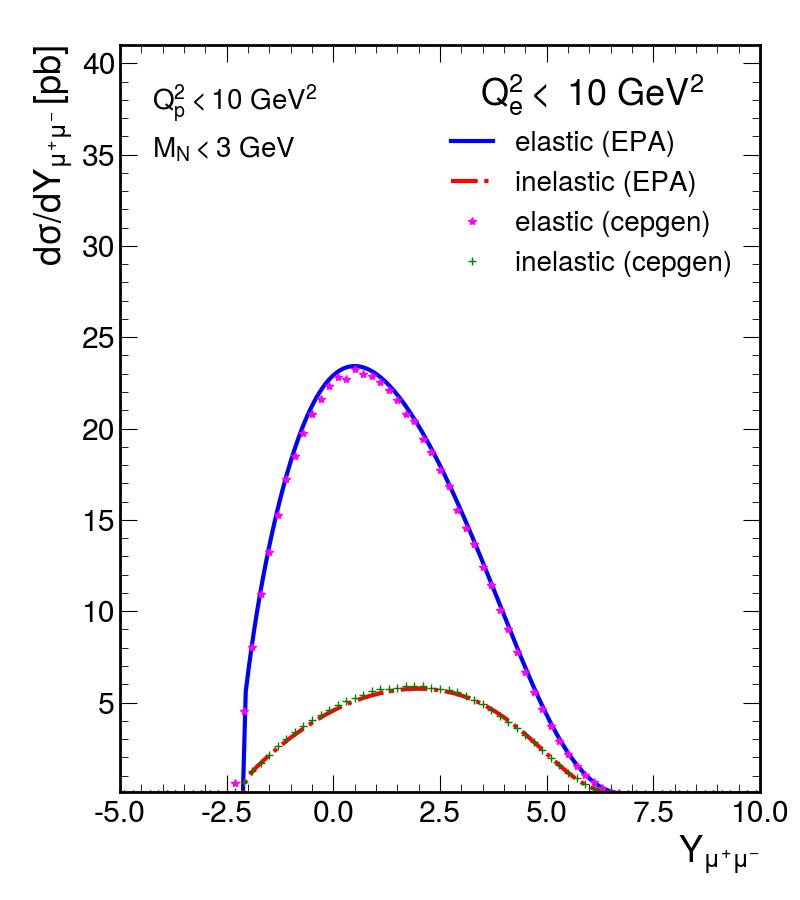 dσ/dY_μ⁺μ⁻ [pb]
40
35
30
25
20
15
10
5
Q²_p < 10 GeV²
M_N < 3 GeV
Q²_e < 10 GeV²
elastic (EPA)
inelastic (EPA)
elastic (cepgen)
inelastic (cepgen)
-5.0 -2.5 0.0 2.5 5.0 7.5 10.0
Y_μ⁺μ⁻